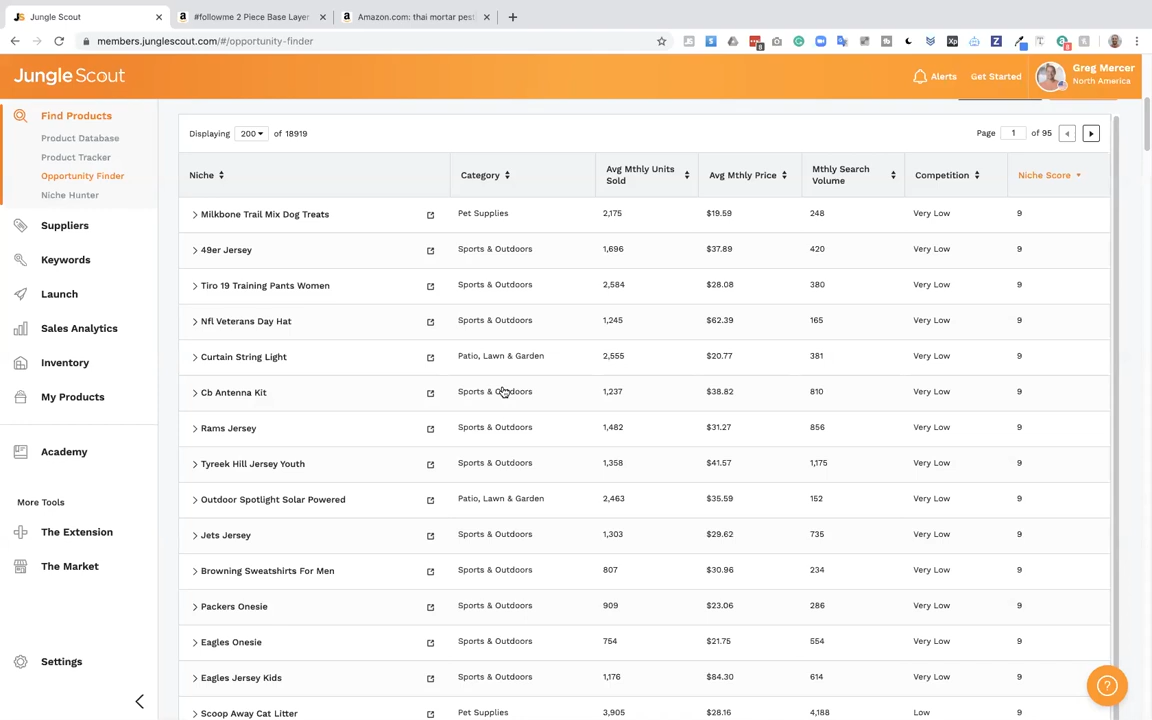 Jungle Scout
#followme 2 Piece Base Layer
Amazon.com: thai mortar pest
members.junglescout.com/#/opportunity-finder
Jungle Scout
Alerts
Get Started
Greg Mercer
North America
Find Products
Product Database
Product Tracker
Opportunity Finder
Niche Hunter
Suppliers
Keywords
Launch
Sales Analytics
Inventory
My Products
Academy
More Tools
The Extension
The Market
Settings
Displaying 200 of 18919
Page 1 of 95
Niche Category Avg Mthly Units Sold Avg Mthly Price Mthly Search Volume Competition Niche Score
Milkbone Trail Mix Dog Treats Pet Supplies 2,175 $19.59 248 Very Low 9
49er Jersey Sports & Outdoors 1,696 $37.89 420 Very Low 9
Tiro 19 Training Pants Women Sports & Outdoors 2,584 $28.08 380 Very Low 9
Nfl Veterans Day Hat Sports & Outdoors 1,245 $62.39 165 Very Low 9
Curtain String Light Patio, Lawn & Garden 2,555 $20.77 381 Very Low 9
Cb Antenna Kit Sports & Outdoors 1,237 $38.82 810 Very Low 9
Rams Jersey Sports & Outdoors 1,482 $31.27 856 Very Low 9
Tyreek Hill Jersey Youth Sports & Outdoors 1,358 $41.57 1,175 Very Low 9
Outdoor Spotlight Solar Powered Patio, Lawn & Garden 2,463 $35.59 152 Very Low 9
Jets Jersey Sports & Outdoors 1,303 $29.62 735 Very Low 9
Browning Sweatshirts For Men Sports & Outdoors 807 $30.96 234 Very Low 9
Packers Onesie Sports & Outdoors 909 $23.06 286 Very Low 9
Eagles Onesie Sports & Outdoors 754 $21.75 554 Very Low 9
Eagles Jersey Kids Sports & Outdoors 1,176 $84.30 614 Very Low 9
Scoop Away Cat Litter Pet Supplies 3,905 $28.16 4,188 Low 9